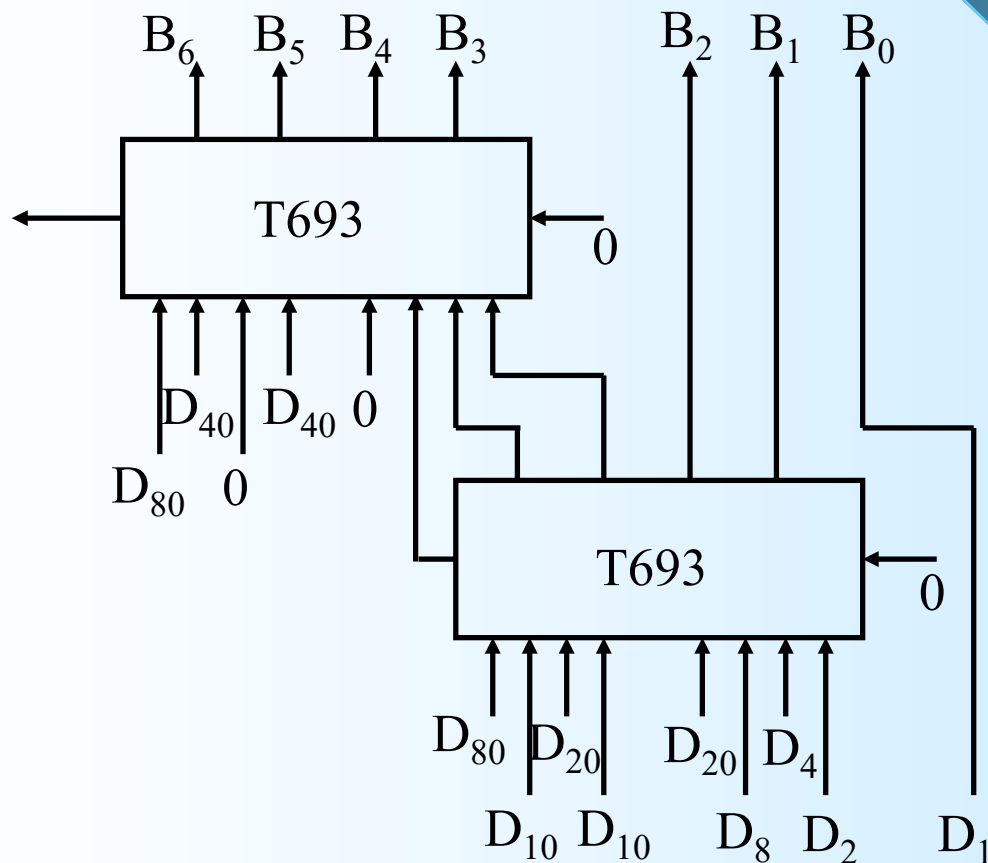 B₆ B₅ B₄ B₃ B₂ B₁ B₀
T693
0
D₄₀ D₄₀ 0
D₈₀ 0
T693
0
D₈₀ D₂₀ D₂₀ D₄
D₁₀ D₁₀ D₈ D₂ D₁